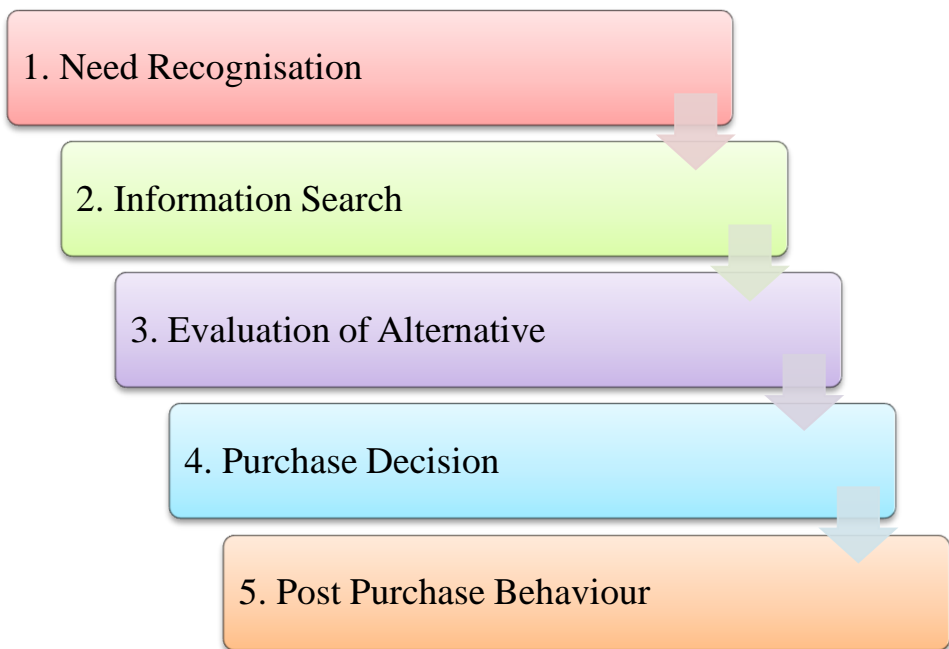 1. Need Recognisation
2. Information Search
3. Evaluation of Alternative
4. Purchase Decision
5. Post Purchase Behaviour